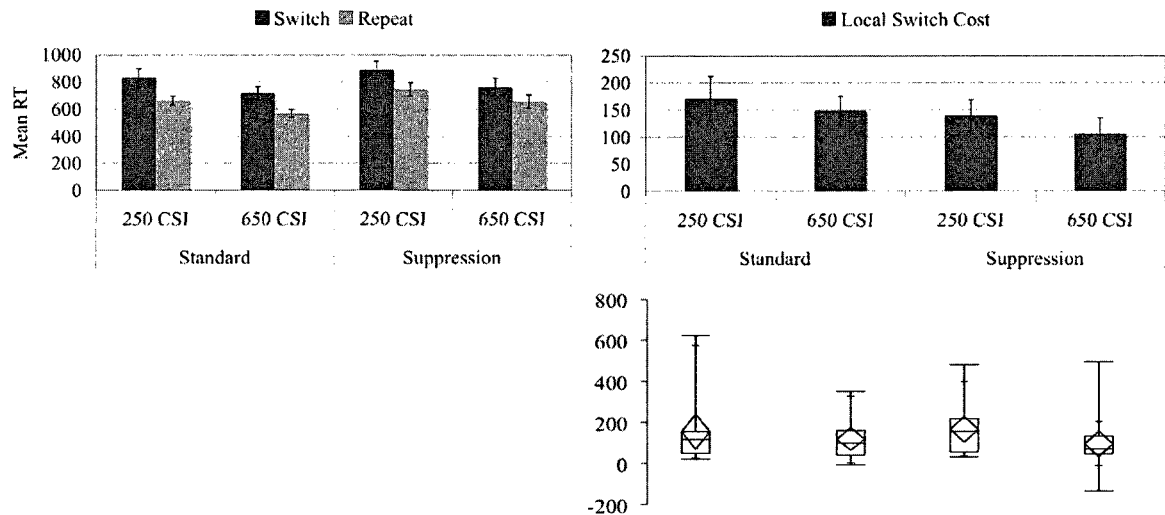 Switch Repeat
Mean RT
1000
800
600
400
200
0
250 CSI 650 CSI 250 CSI 650 CSI
Standard Suppression
Local Switch Cost
250
200
150
100
50
0
250 CSI 650 CSI 250 CSI 650 CSI
Standard Suppression
800
600
400
200
0
-200